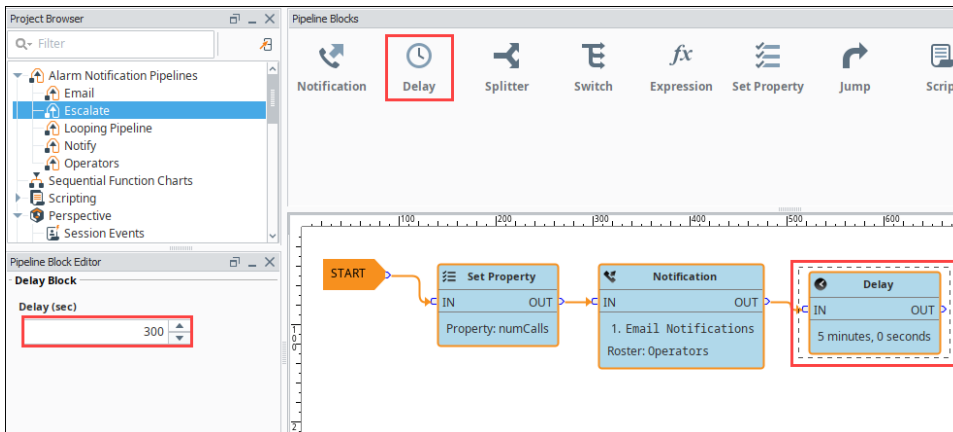 Project Browser
Filter
Alarm Notification Pipelines
Email
Escalate
Looping Pipeline
Notify
Operators
Sequential Function Charts
Scripting
Perspective
Session Events
Pipeline Block Editor
Delay Block
Delay (sec)
300
Pipeline Blocks
Notification Delay Splitter Switch fx Expression Set Property Jump Scrip
100 200 300 400 500 600
START
Set Property
IN OUT
Property: numCalls
Notification
IN OUT
1. Email Notifications
Roster: Operators
Delay
IN OUT
5 minutes, 0 seconds